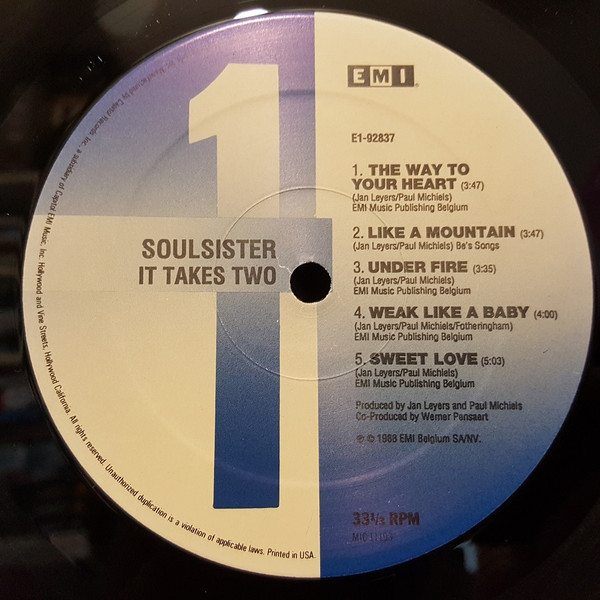 Manufactured by Capitol Records, Inc., a subsidiary of Capitol EMI Music, Inc. Hollywood and Vine Streets, Hollywood California. All rights reserved. Unauthorized duplication is a violation of applicable laws. Printed in USA.
1
SOULSISTER
IT TAKES TWO
EMI
E1-92837
1. THE WAY TO
YOUR HEART (3:47)
(Jan Leyers/Paul Michiels)
EMI Music Publishing Belgium
2. LIKE A MOUNTAIN (3:47)
(Jan Leyers/Paul Michiels) Be's Songs
3. UNDER FIRE (3:35)
(Jan Leyers/Paul Michiels)
EMI Music Publishing Belgium
4. WEAK LIKE A BABY (4:00)
(Jan Leyers/Paul Michiels/Fotheringham)
EMI Music Publishing Belgium
5. SWEET LOVE (5:03)
(Jan Leyers/Paul Michiels)
EMI Music Publishing Belgium
Produced by Jan Leyers and Paul Michiels
Co-Produced by Werner Pensaert
℗ © 1988 EMI Belgium SA/NV.
33⅓ RPM